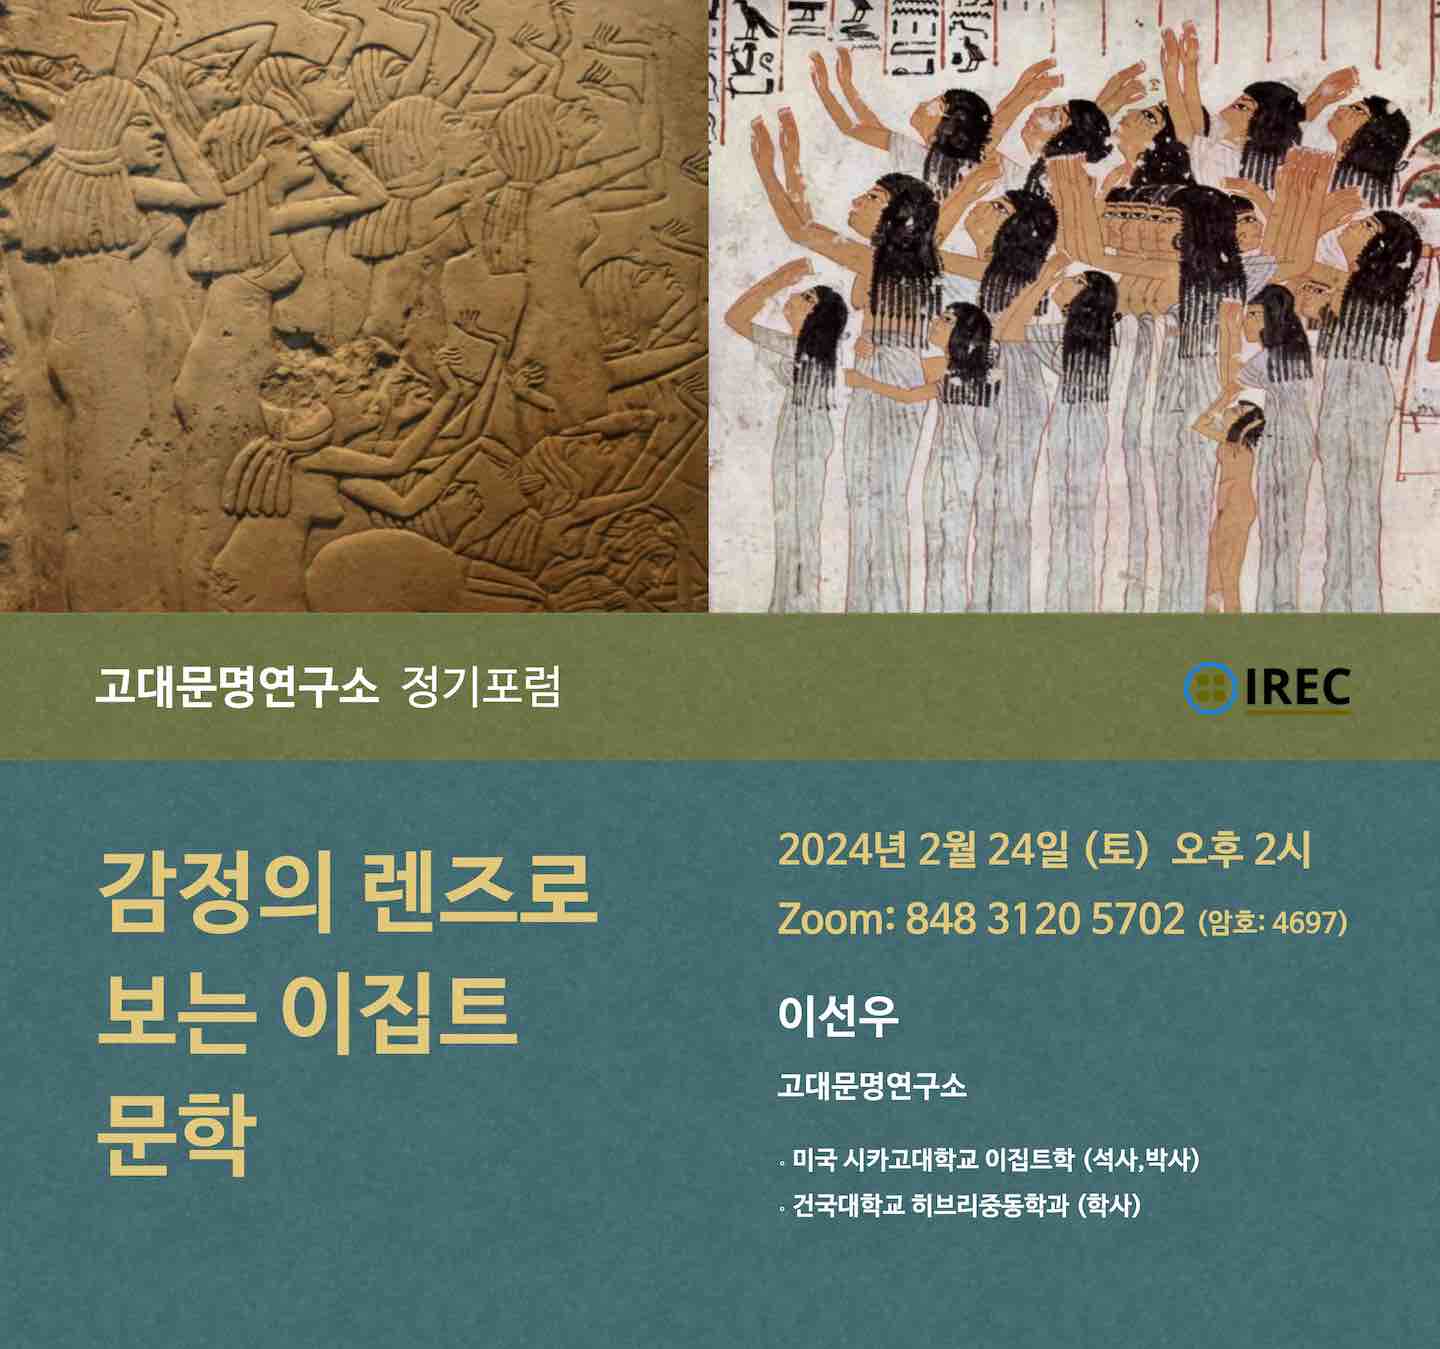 고대문명연구소 정기포럼
IREC
감정의 렌즈로
보는 이집트
문학
2024년 2월 24일 (토) 오후 2시
Zoom: 848 3120 5702 (암호: 4697)
이선우
고대문명연구소
◦ 미국 시카고대학교 이집트학 (석사,박사)
◦ 건국대학교 히브리중동학과 (학사)